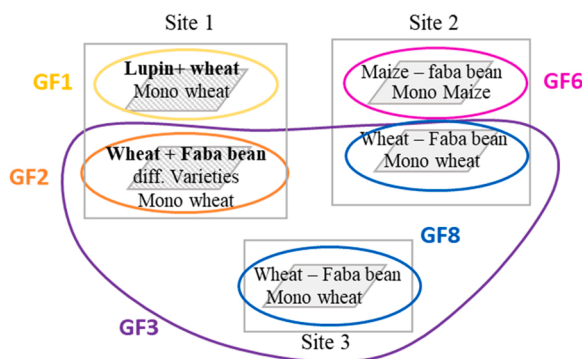 Site 1
Site 2
GF1
Lupin+ wheat
Mono wheat
Maize – faba bean
Mono Maize
GF6
GF2
Wheat + Faba bean
diff. Varieties
Mono wheat
Wheat – Faba bean
Mono wheat
GF8
Wheat – Faba bean
Mono wheat
GF3
Site 3